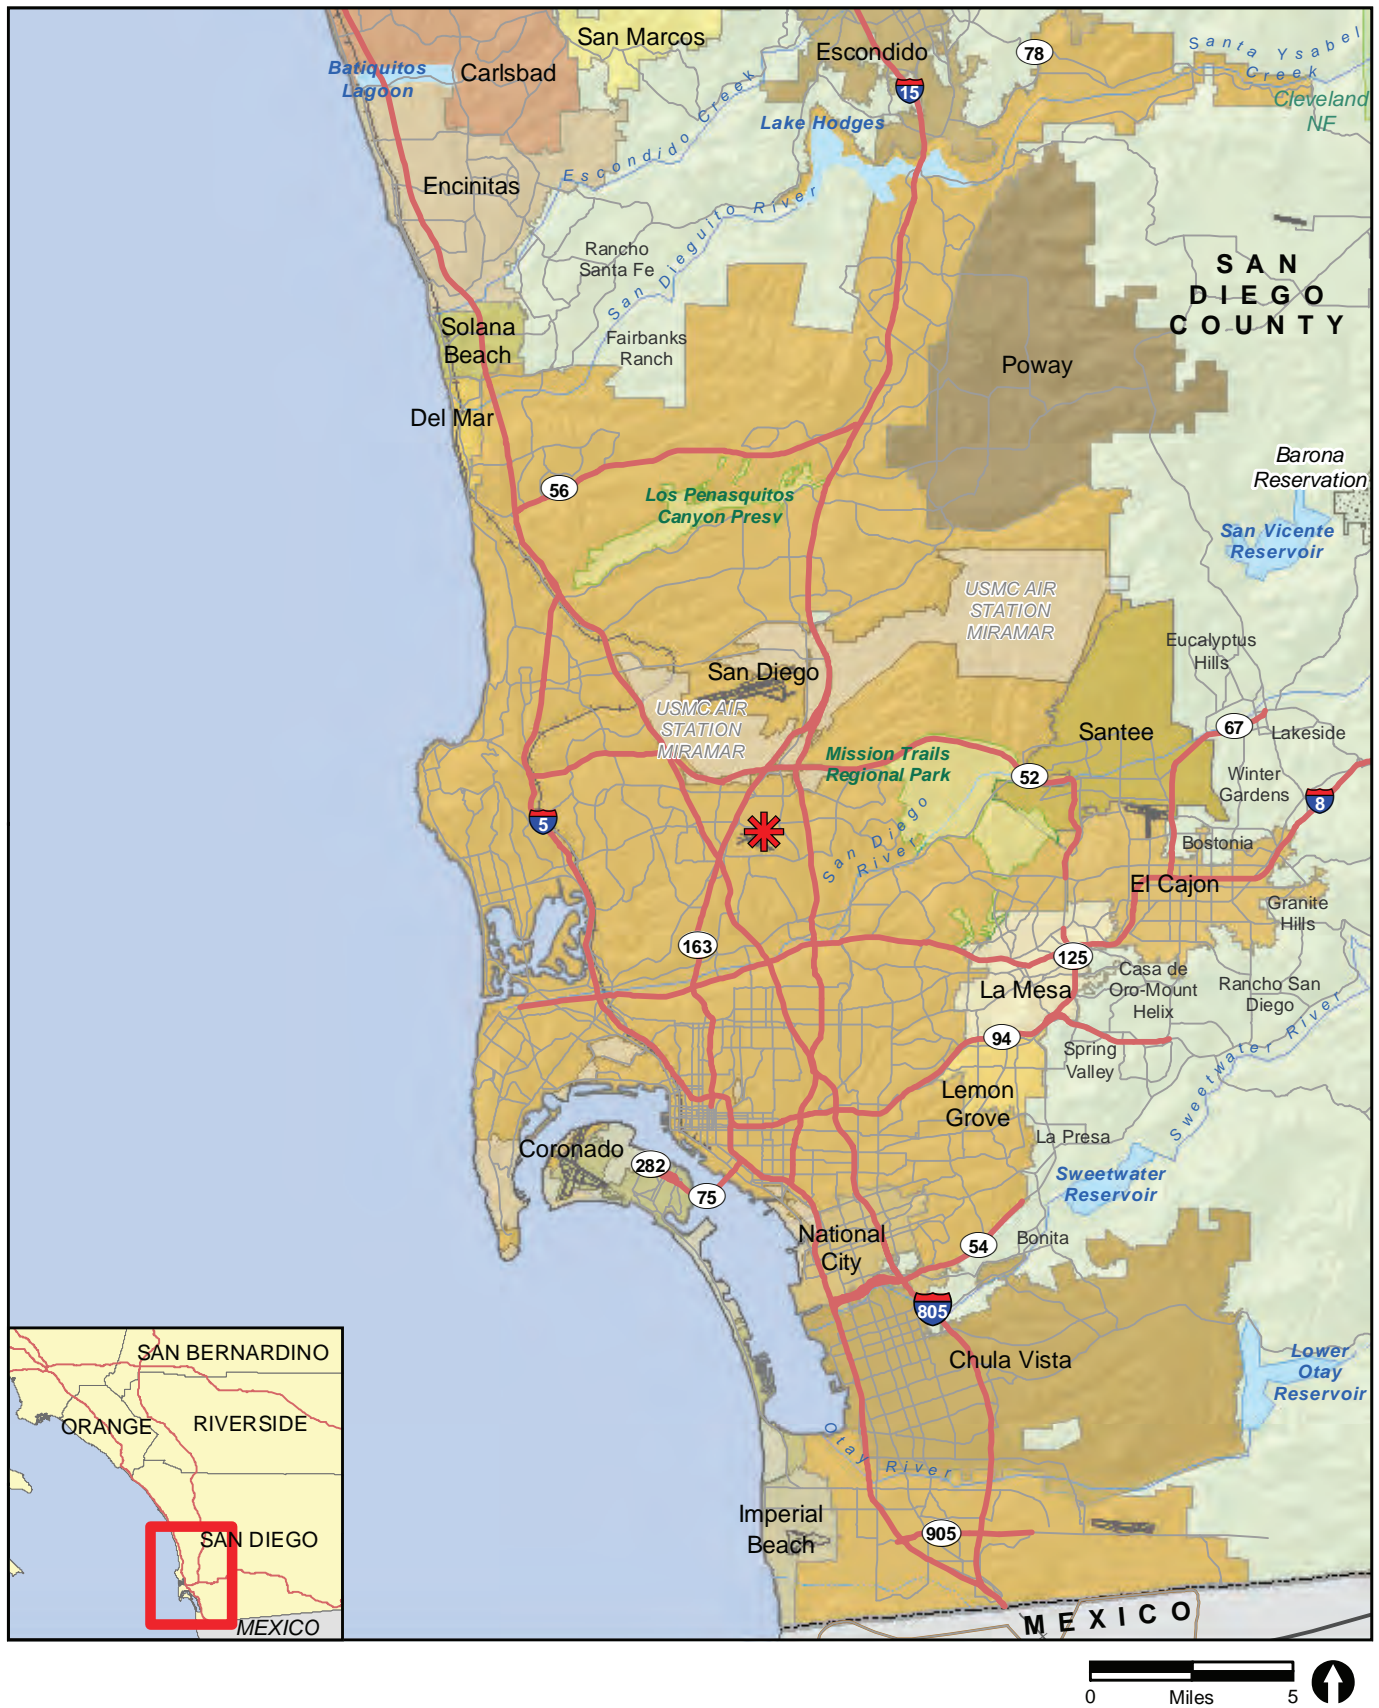 San Marcos
Escondido
78
Santa Ysabel
Creek
Batiquitos
Lagoon
Carlsbad
15
Cleveland
NF
Lake Hodges
Escondido Creek
Encinitas
San Dieguito River
Rancho
Santa Fe
SAN
DIEGO
COUNTY
Solana
Beach
Fairbanks
Ranch
Poway
Del Mar
Barona
Reservation
56
Los Penasquitos
Canyon Presv
San Vicente
Reservoir
USMC AIR
STATION
MIRAMAR
Eucalyptus
Hills
San Diego
USMC AIR
STATION
MIRAMAR
67
Santee
Lakeside
Mission Trails
Regional Park
52
Winter
Gardens
8
5
San Diego
River
Bostonia
El Cajon
Granite
Hills
163
125
Casa de
Oro-Mount
Helix
Rancho San
Diego
La Mesa
94
Spring
Valley
Sweetwater River
Lemon
Grove
La Presa
Coronado
282
75
Sweetwater
Reservoir
National
City
54
Bonita
805
Chula Vista
Lower
Otay
Reservoir
Otay River
Imperial
Beach
905
MEXICO
SAN BERNARDINO
ORANGE
RIVERSIDE
SAN DIEGO
MEXICO
0 Miles 5